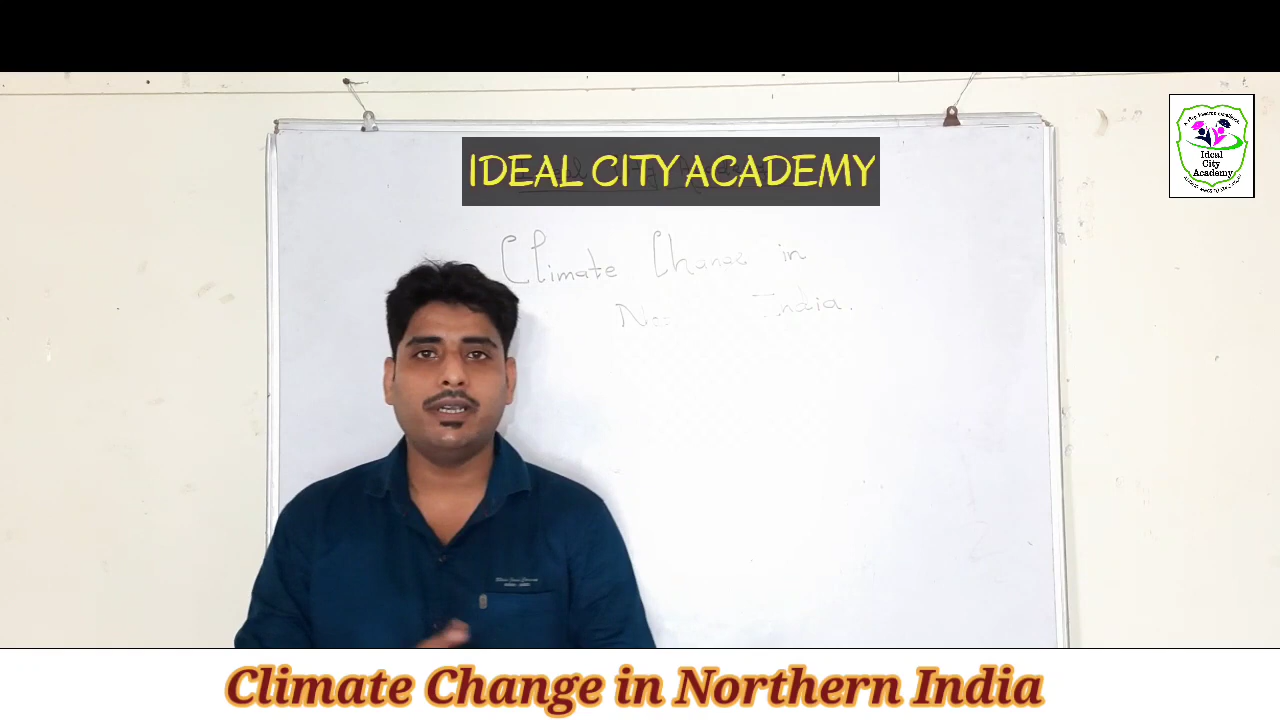 IDEAL CITY ACADEMY
Ideal
City
Academy
Climate Change in
India.
Climate Change in Northern India